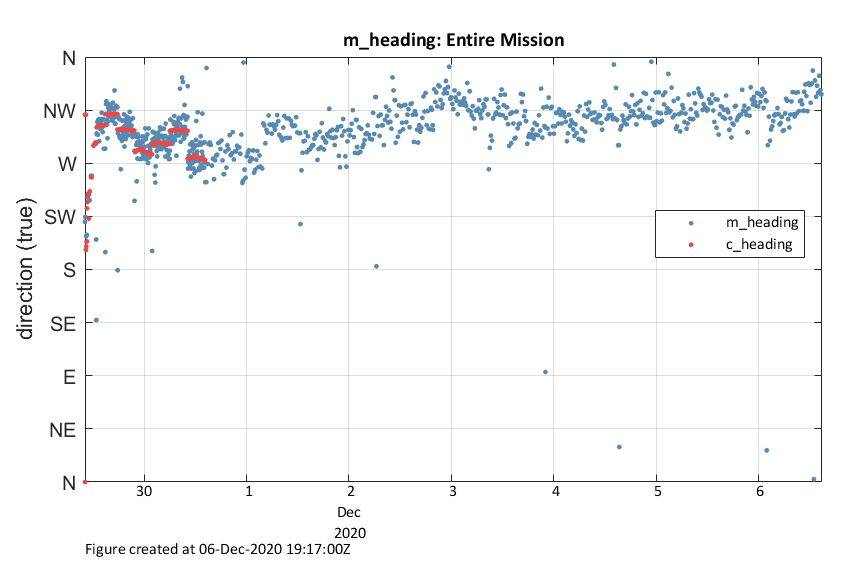 m_heading: Entire Mission
N
NW
W
SW
S
SE
E
NE
N
direction (true)
m_heading
c_heading
30 1 2 3 4 5 6
Dec
2020
Figure created at 06-Dec-2020 19:17:00Z